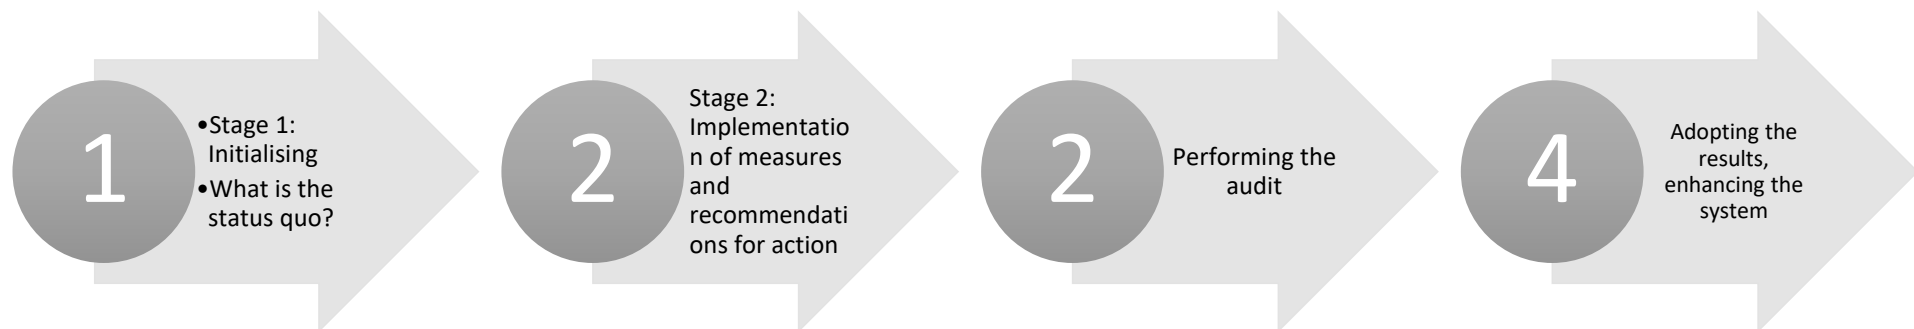 1
•Stage 1:
Initialising
•What is the
status quo?
2
Stage 2:
Implementatio
n of measures
and
recommendati
ons for action
2
Performing the
audit
4
Adopting the
results,
enhancing the
system